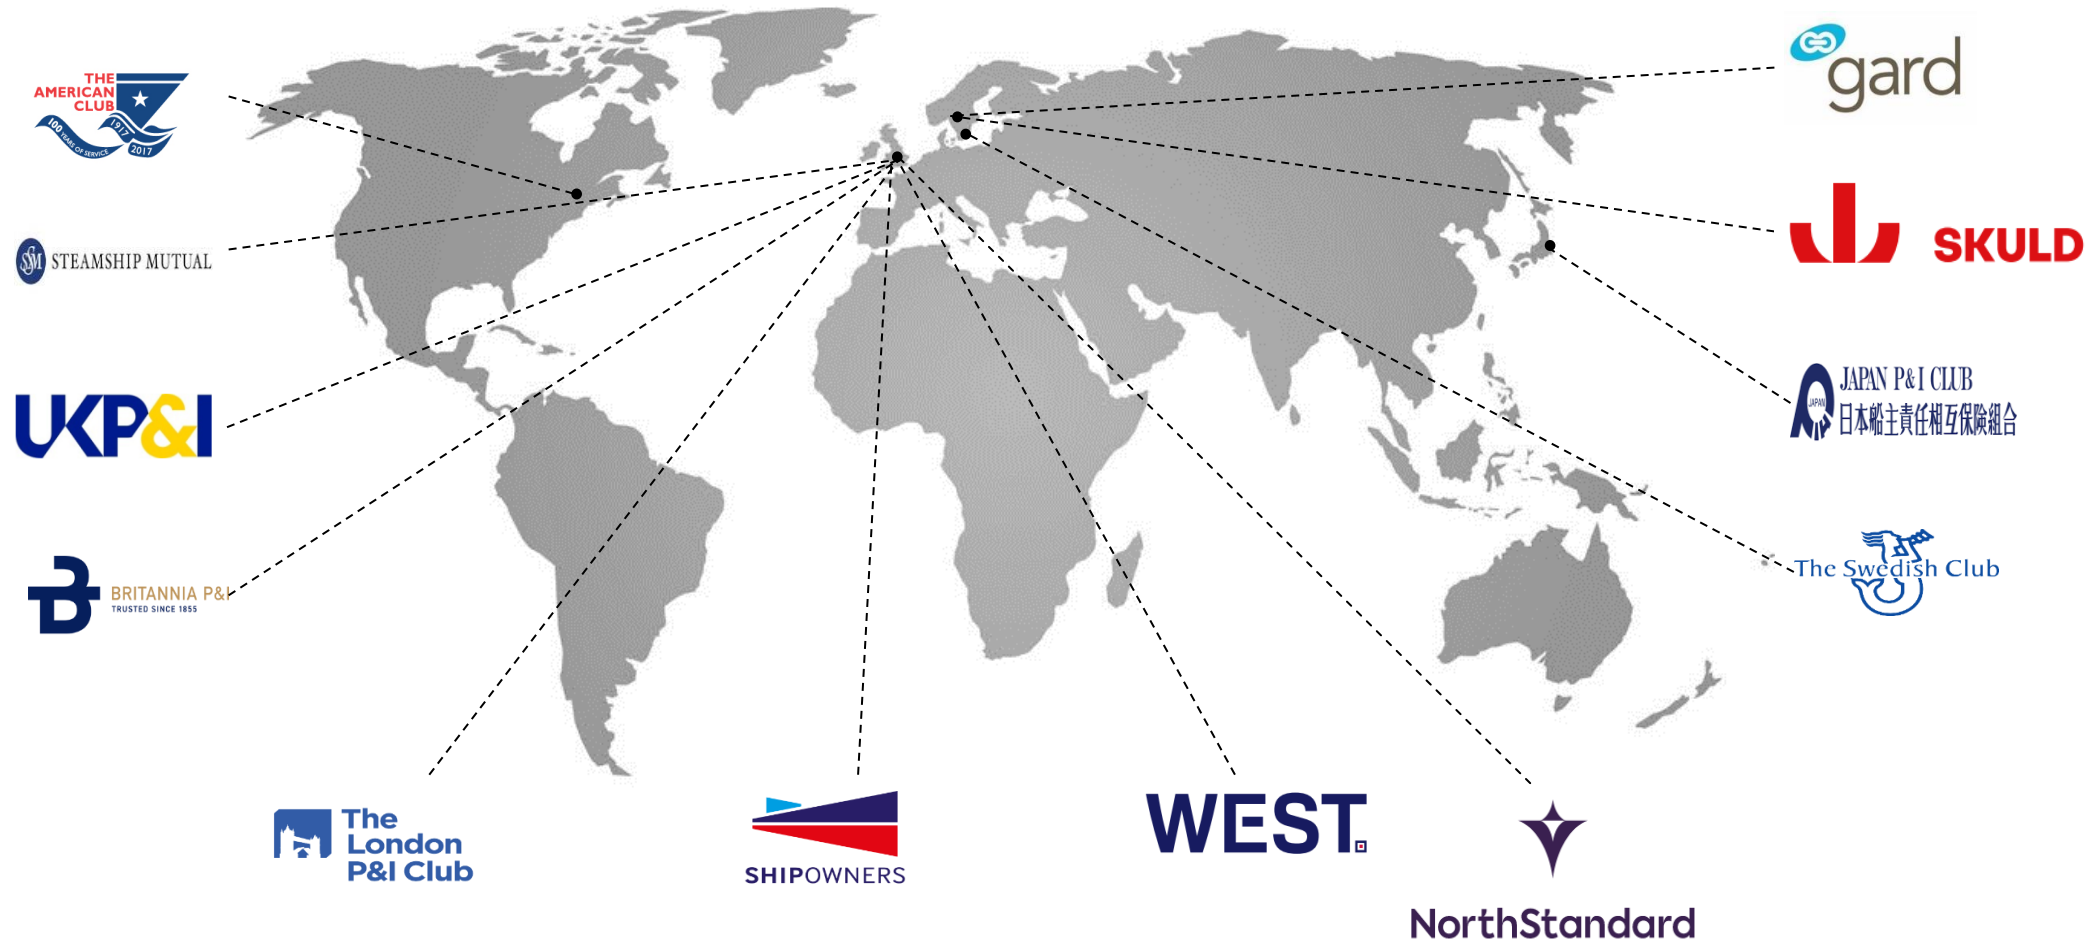 THE
AMERICAN
CLUB
100 YEARS OF SERVICE
1917
2017
SSM STEAMSHIP MUTUAL
UKP&I
B BRITANNIA P&I
TRUSTED SINCE 1855
The
London
P&I Club
SHIPOWNERS
WEST.
NorthStandard
gard
SKULD
JAPAN P&I CLUB
JAPAN
日本船主責任相互保険組合
The Swedish Club